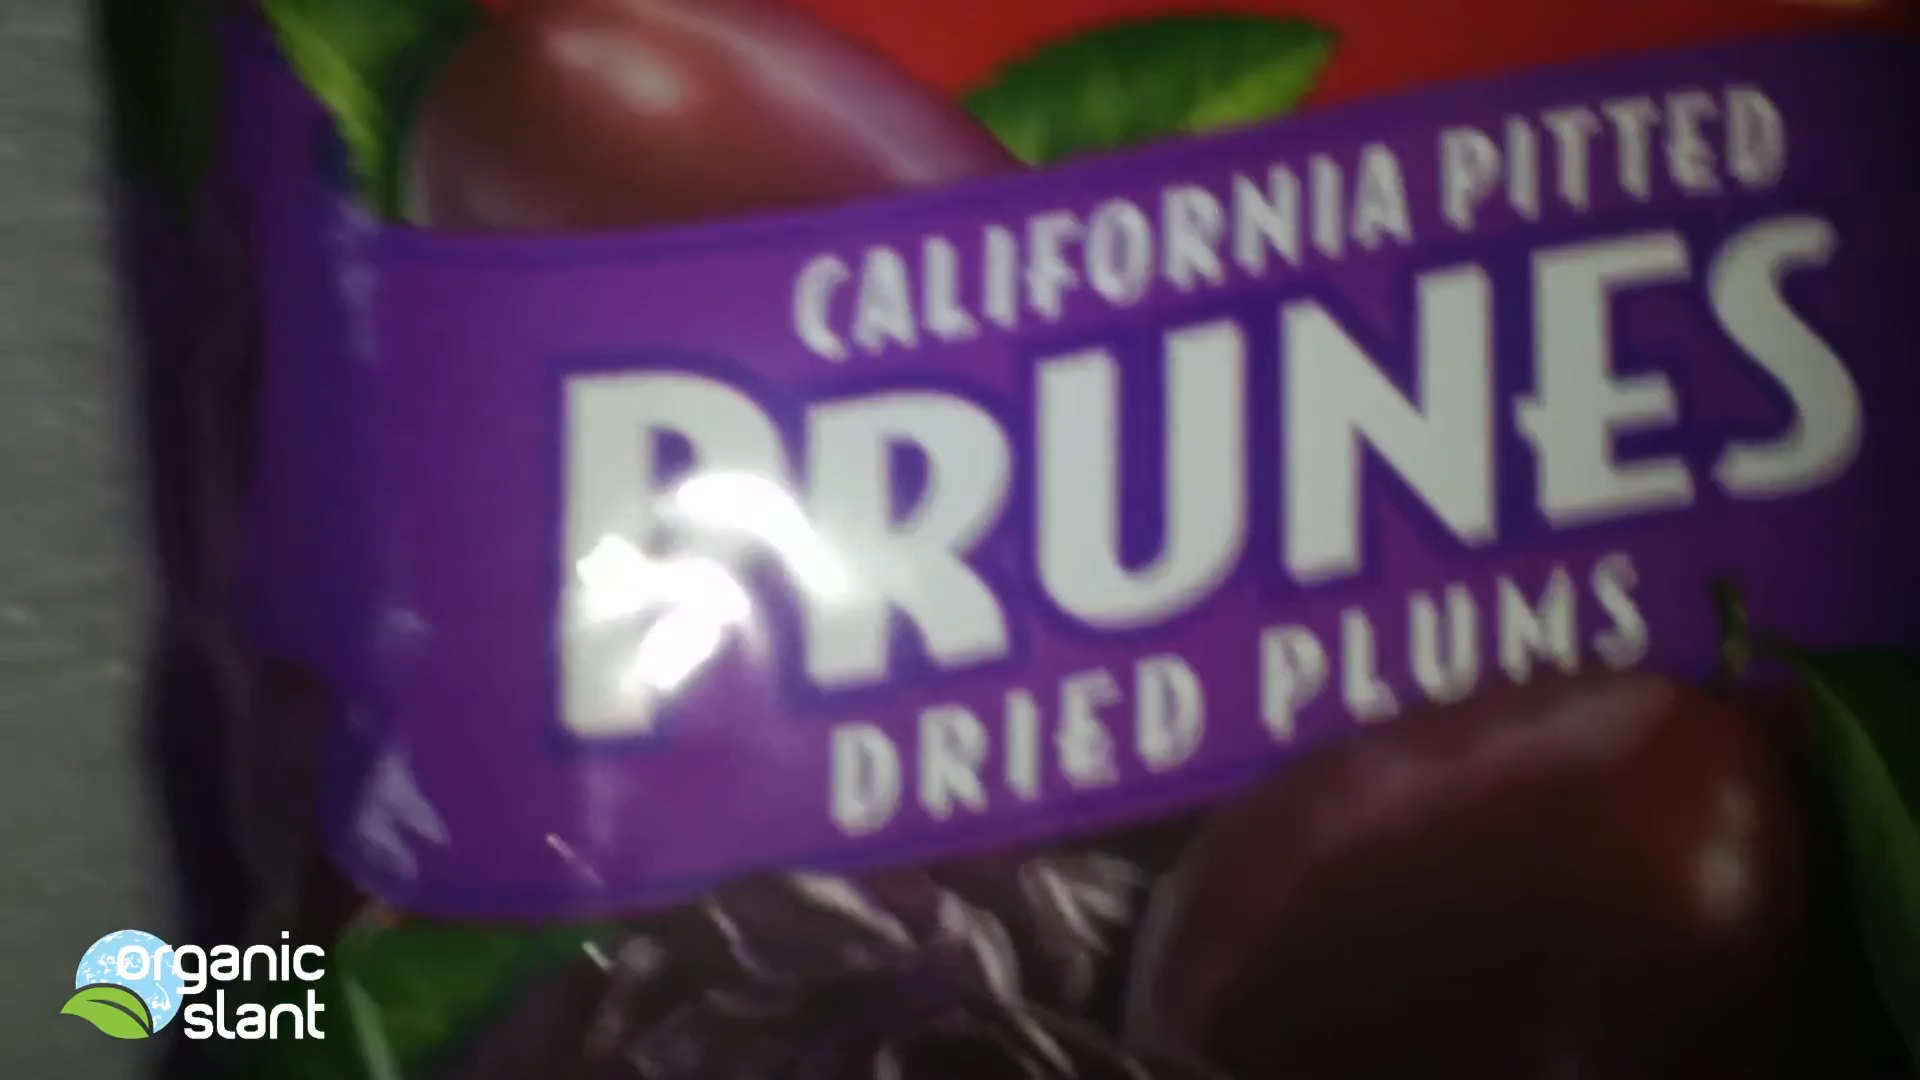 CALIFORNIA PITTED
PRUNES
DRIED PLUMS
organic
slant